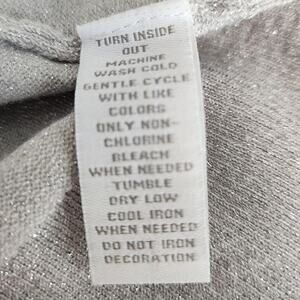 TURN INSIDE
OUT
MACHINE
WASH COLD
GENTLE CYCLE
WITH LIKE
COLORS
ONLY NON-
CHLORINE
BLEACH
WHEN NEEDED
TUMBLE
DRY LOW
COOL IRON
WHEN NEEDED
DO NOT IRON
DECORATION